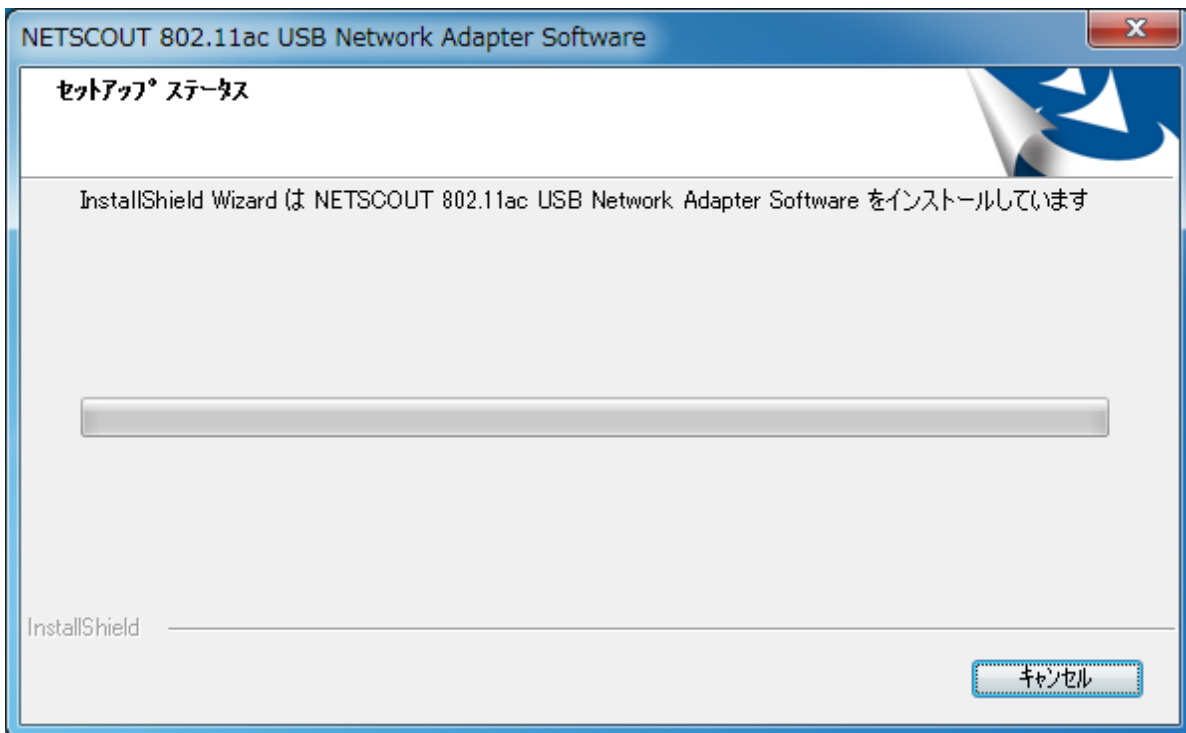 NETSCOUT 802.11ac USB Network Adapter Software
セットアップ ステータス
InstallShield Wizard は NETSCOUT 802.11ac USB Network Adapter Software をインストールしています
InstallShield
キャンセル